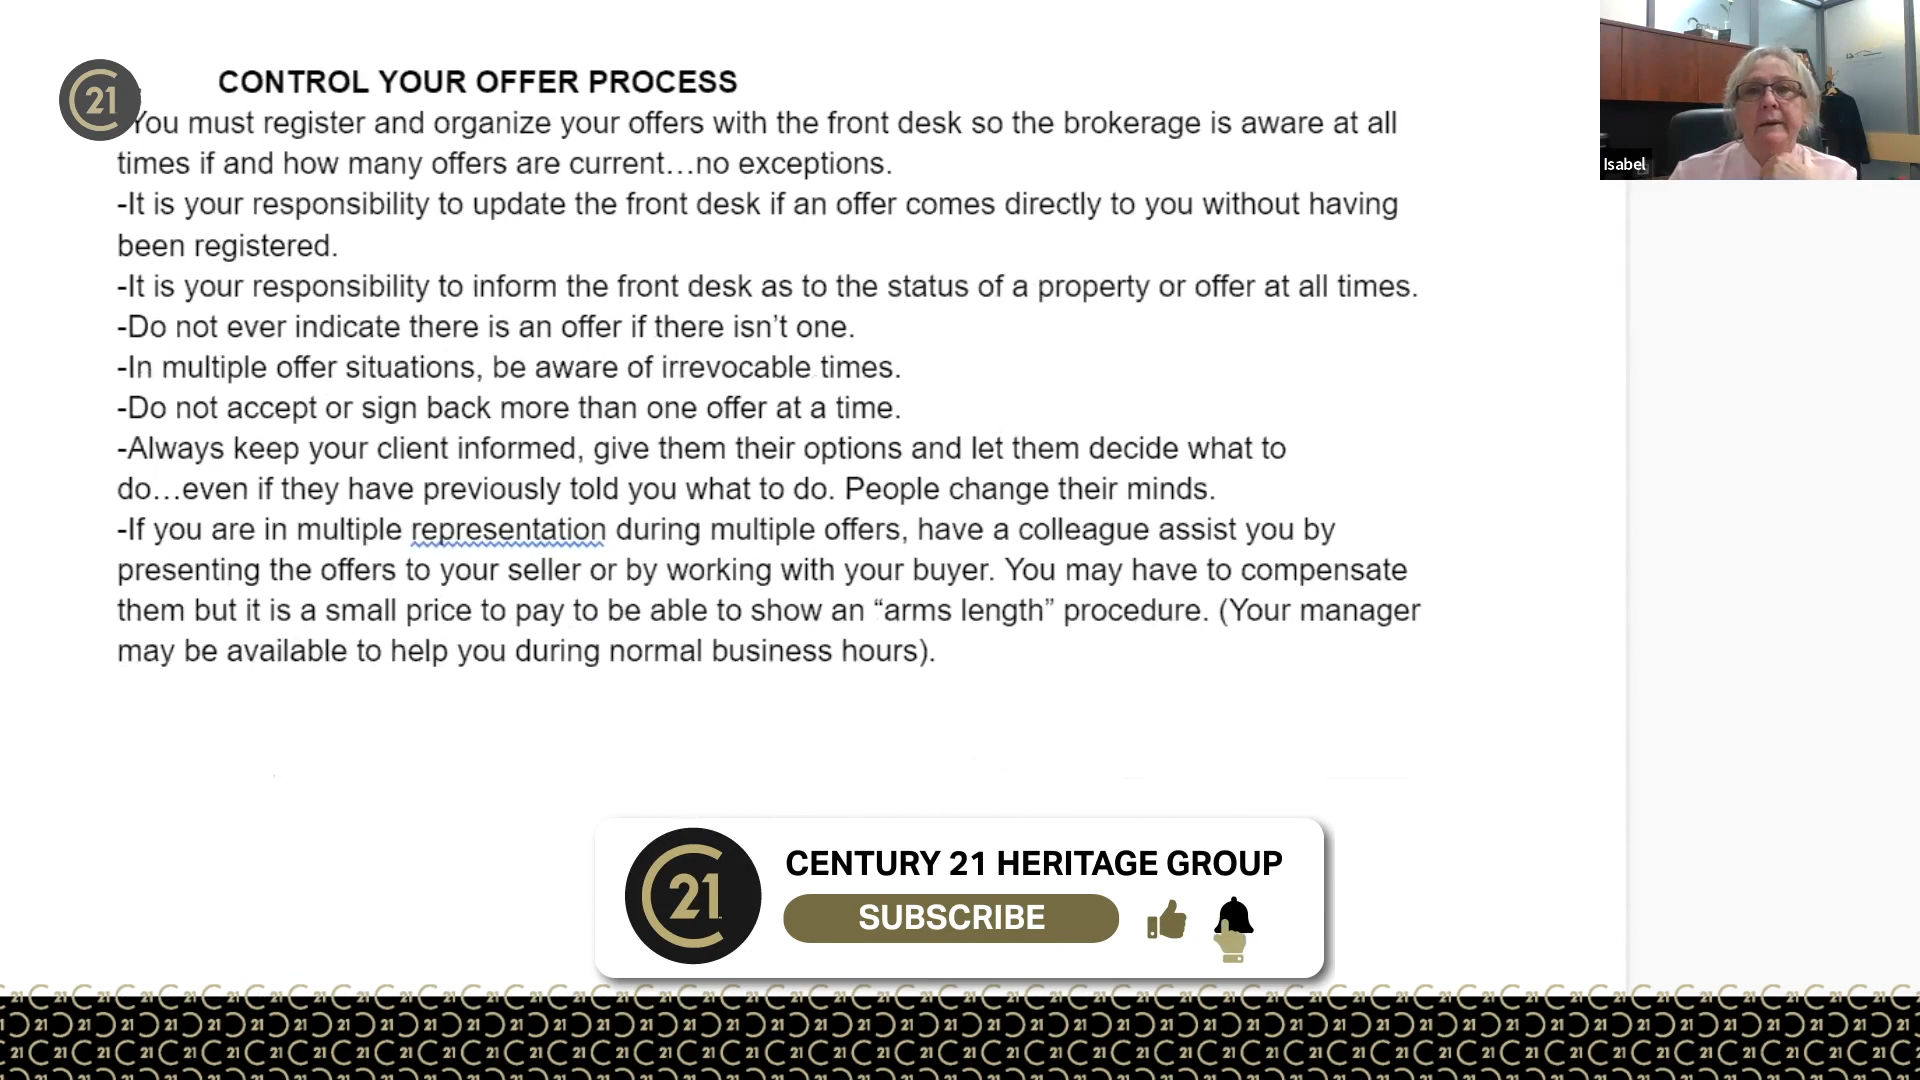 CONTROL YOUR OFFER PROCESS
You must register and organize your offers with the front desk so the brokerage is aware at all
times if and how many offers are current…no exceptions.
-It is your responsibility to update the front desk if an offer comes directly to you without having
been registered.
-It is your responsibility to inform the front desk as to the status of a property or offer at all times.
-Do not ever indicate there is an offer if there isn’t one.
-In multiple offer situations, be aware of irrevocable times.
-Do not accept or sign back more than one offer at a time.
-Always keep your client informed, give them their options and let them decide what to
do…even if they have previously told you what to do. People change their minds.
-If you are in multiple representation during multiple offers, have a colleague assist you by
presenting the offers to your seller or by working with your buyer. You may have to compensate
them but it is a small price to pay to be able to show an “arms length” procedure. (Your manager
may be available to help you during normal business hours).
C21
Isabel
C21
CENTURY 21 HERITAGE GROUP
SUBSCRIBE